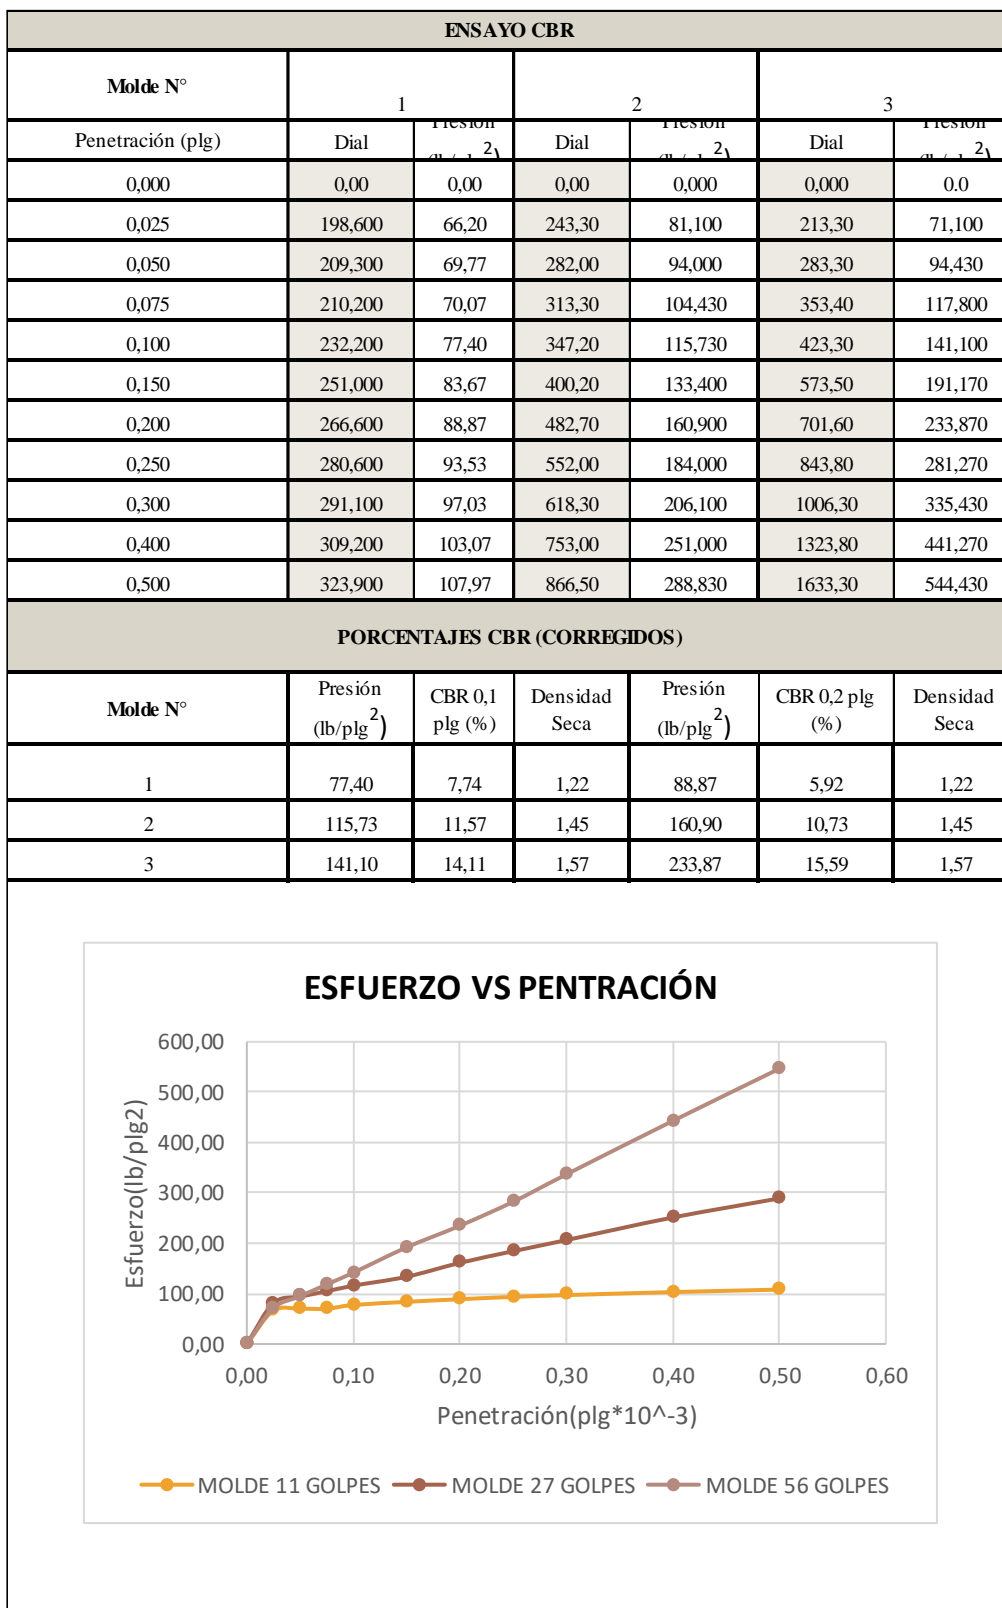 ENSAYO CBR
Molde N° 1 2 3
Penetración (plg) Dial Presión Dial Presión Dial Presión
2) 2) 2)
0,000 0,00 0,00 0,00 0,000 0,000 0.0
0,025 198,600 66,20 243,30 81,100 213,30 71,100
0,050 209,300 69,77 282,00 94,000 283,30 94,430
0,075 210,200 70,07 313,30 104,430 353,40 117,800
0,100 232,200 77,40 347,20 115,730 423,30 141,100
0,150 251,000 83,67 400,20 133,400 573,50 191,170
0,200 266,600 88,87 482,70 160,900 701,60 233,870
0,250 280,600 93,53 552,00 184,000 843,80 281,270
0,300 291,100 97,03 618,30 206,100 1006,30 335,430
0,400 309,200 103,07 753,00 251,000 1323,80 441,270
0,500 323,900 107,97 866,50 288,830 1633,30 544,430
PORCENTAJES CBR (CORREGIDOS)
Molde N° Presión (lb/plg2) CBR 0,1 plg (%) Densidad Seca Presión (lb/plg2) CBR 0,2 plg (%) Densidad Seca
1 77,40 7,74 1,22 88,87 5,92 1,22
2 115,73 11,57 1,45 160,90 10,73 1,45
3 141,10 14,11 1,57 233,87 15,59 1,57
ESFUERZO VS PENTRACIÓN
Esfuerzo(lb/plg2)
600,00
500,00
400,00
300,00
200,00
100,00
0,00
0,00 0,10 0,20 0,30 0,40 0,50 0,60
Penetración(plg*10^-3)
MOLDE 11 GOLPES MOLDE 27 GOLPES MOLDE 56 GOLPES